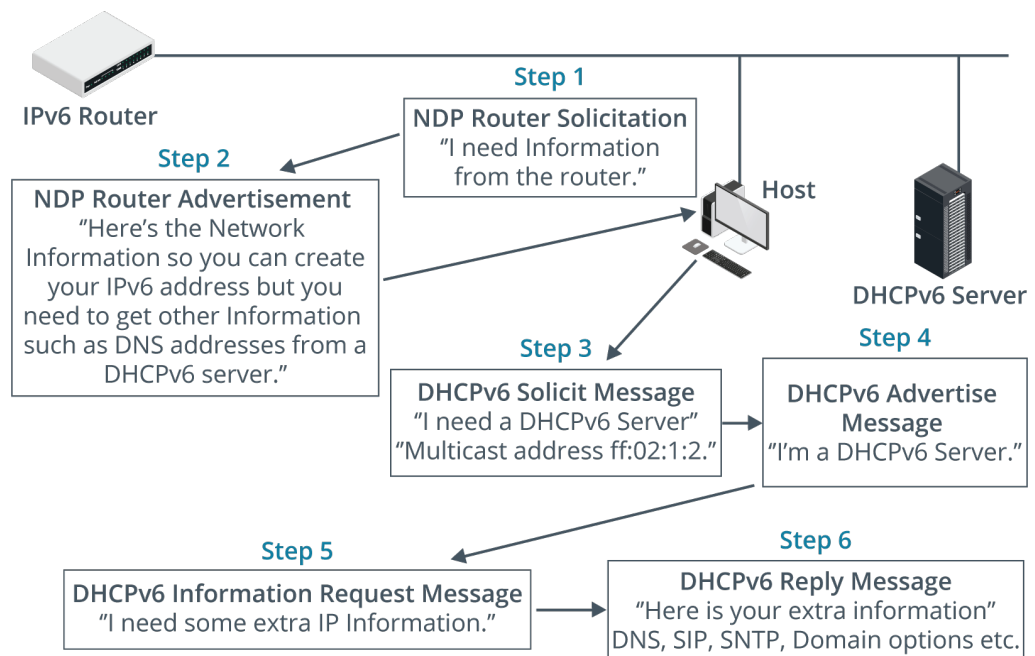 IPv6 Router
Step 1
NDP Router Solicitation
“I need Information
from the router.”
Step 2
NDP Router Advertisement
“Here’s the Network
Information so you can create
your IPv6 address but you
need to get other Information
such as DNS addresses from a
DHCPv6 server.”
Host
DHCPv6 Server
Step 3
DHCPv6 Solicit Message
“I need a DHCPv6 Server”
“Multicast address ff:02:1:2.”
Step 4
DHCPv6 Advertise
Message
“I’m a DHCPv6 Server.”
Step 5
DHCPv6 Information Request Message
“I need some extra IP Information.”
Step 6
DHCPv6 Reply Message
“Here is your extra information”
DNS, SIP, SNTP, Domain options etc.